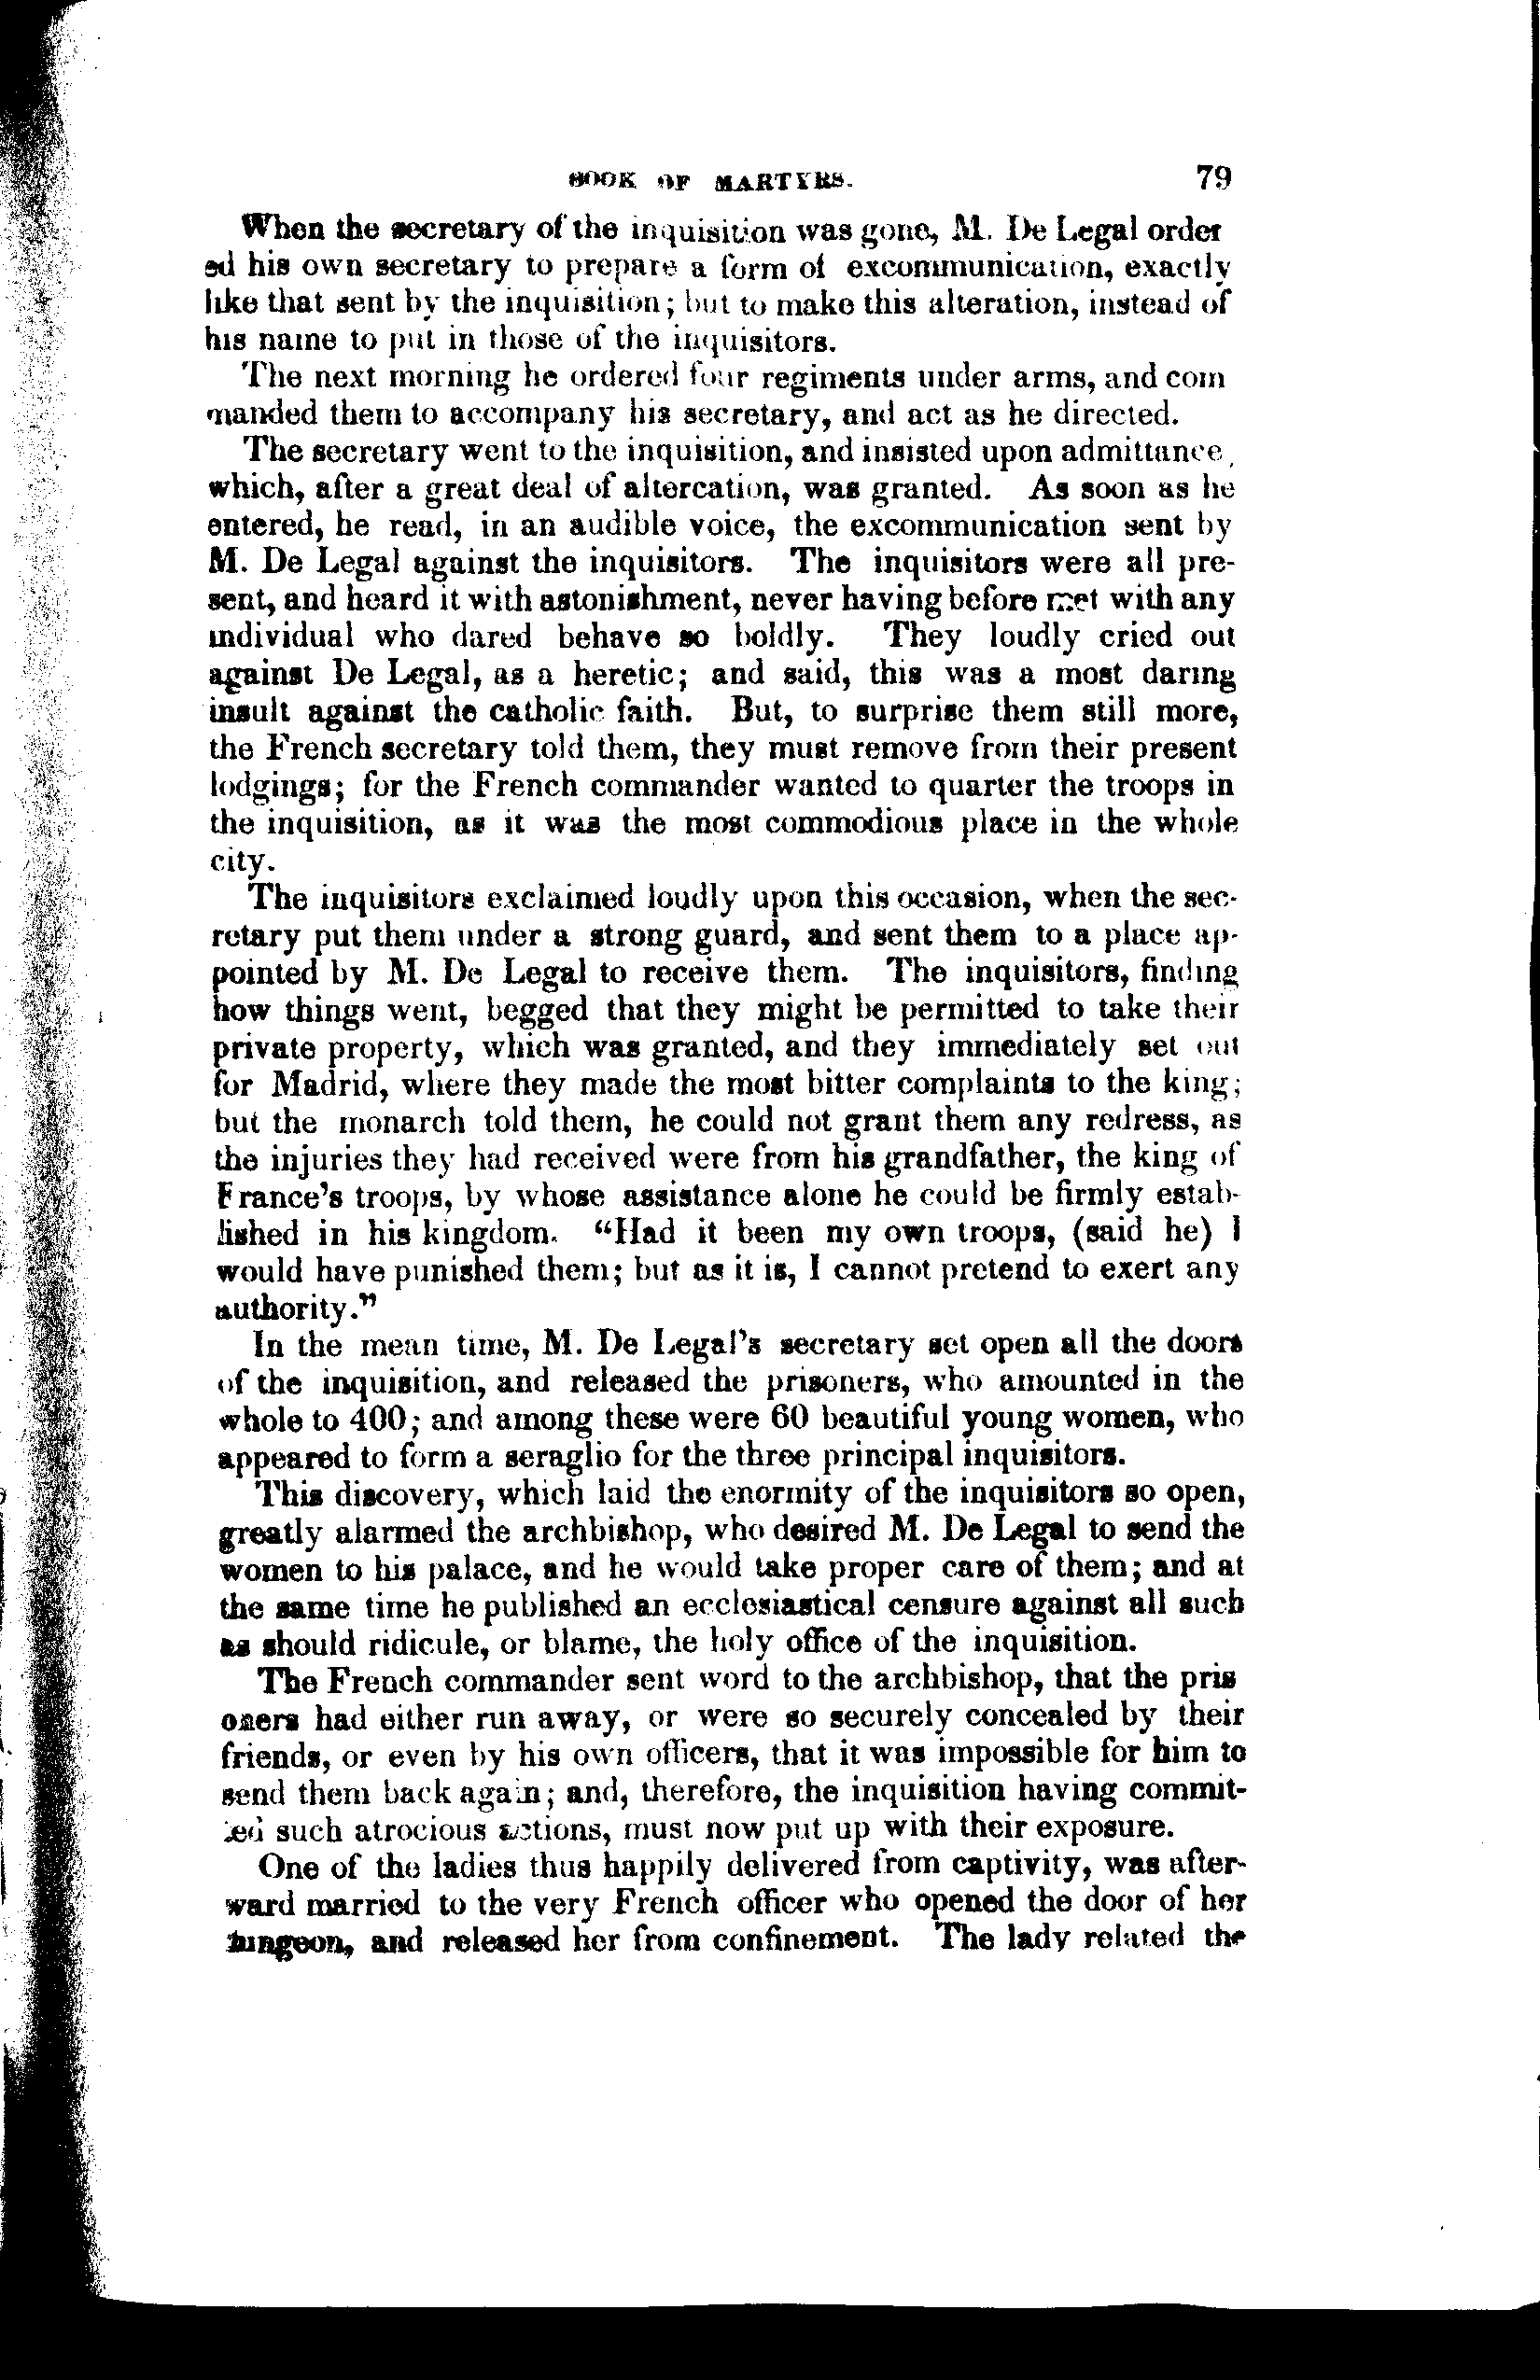 BOOK OF MARTYRS. 79
When the secretary of the inquisition was gone, M. De Legal order
ed his own secretary to prepare a form of excommunication, exactly
like that sent by the inquisition; but to make this alteration, instead of
his name to put in those of the inquisitors.
The next morning he ordered four regiments under arms, and com
manded them to accompany his secretary, and act as he directed.
The secretary went to the inquisition, and insisted upon admittance,
which, after a great deal of altercation, was granted. As soon as he
entered, he read, in an audible voice, the excommunication sent by
M. De Legal against the inquisitors. The inquisitors were all pre-
sent, and heard it with astonishment, never having before met with any
individual who dared behave so boldly. They loudly cried out
against De Legal, as a heretic; and said, this was a most daring
insult against the catholic faith. But, to surprise them still more,
the French secretary told them, they must remove from their present
lodgings; for the French commander wanted to quarter the troops in
the inquisition, as it was the most commodious place in the whole
city.
The inquisitors exclaimed loudly upon this occasion, when the sec-
retary put them under a strong guard, and sent them to a place ap-
pointed by M. De Legal to receive them. The inquisitors, finding
how things went, begged that they might be permitted to take their
private property, which was granted, and they immediately set out
for Madrid, where they made the most bitter complaints to the king;
but the monarch told them, he could not grant them any redress, as
the injuries they had received were from his grandfather, the king of
France's troops, by whose assistance alone he could be firmly estab-
lished in his kingdom. "Had it been my own troops, (said he) I
would have punished them; but as it is, I cannot pretend to exert any
authority."
In the mean time, M. De Legal's secretary set open all the doors
of the inquisition, and released the prisoners, who amounted in the
whole to 400; and among these were 60 beautiful young women, who
appeared to form a seraglio for the three principal inquisitors.
This discovery, which laid the enormity of the inquisitors so open,
greatly alarmed the archbishop, who desired M. De Legal to send the
women to his palace, and he would take proper care of them; and at
the same time he published an ecclesiastical censure against all such
as should ridicule, or blame, the holy office of the inquisition.
The French commander sent word to the archbishop, that the pris
oners had either run away, or were so securely concealed by their
friends, or even by his own officers, that it was impossible for him to
send them back again; and, therefore, the inquisition having commit-
ted such atrocious actions, must now put up with their exposure.
One of the ladies thus happily delivered from captivity, was after-
ward married to the very French officer who opened the door of her
dungeon, and released her from confinement. The lady related the